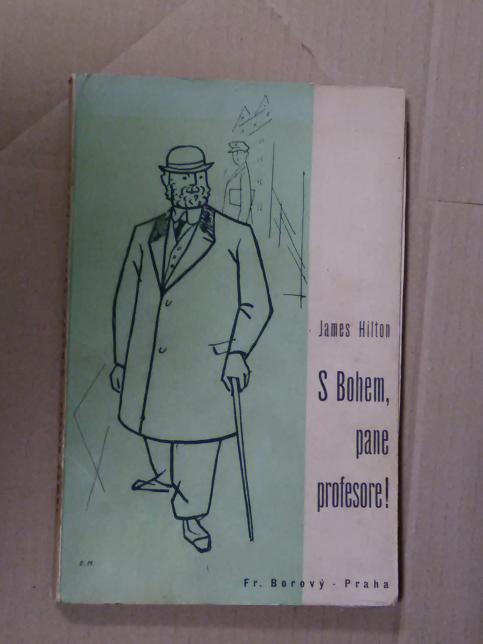 James Hilton
S Bohem,
pane
profesore!
Fr. Borový - Praha